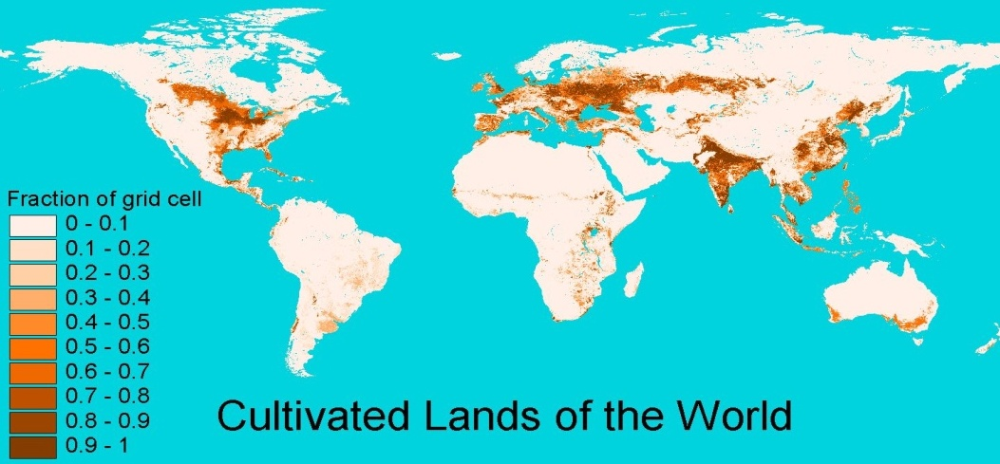 Fraction of grid cell
0 - 0.1
0.1 - 0.2
0.2 - 0.3
0.3 - 0.4
0.4 - 0.5
0.5 - 0.6
0.6 - 0.7
0.7 - 0.8
0.8 - 0.9
0.9 - 1
Cultivated Lands of the World